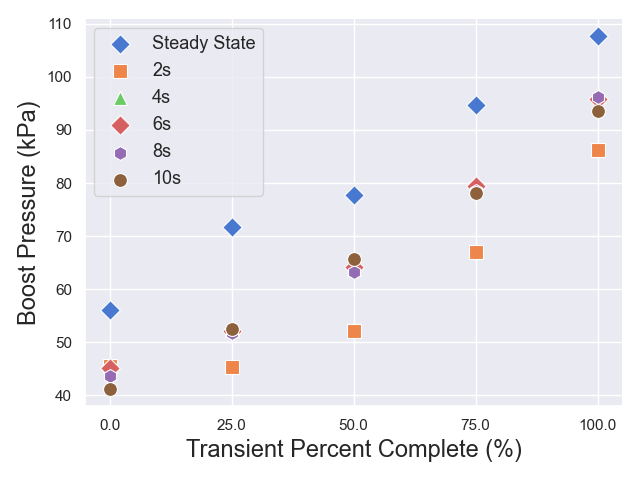 110
100
90
80
70
60
50
40
Boost Pressure (kPa)
Steady State
2s
4s
6s
8s
10s
0.0
25.0
50.0
75.0
100.0
Transient Percent Complete (%)